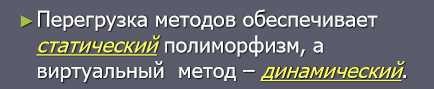 ►Перегрузка методов обеспечивает
статический полиморфизм, а
виртуальный метод – динамический.